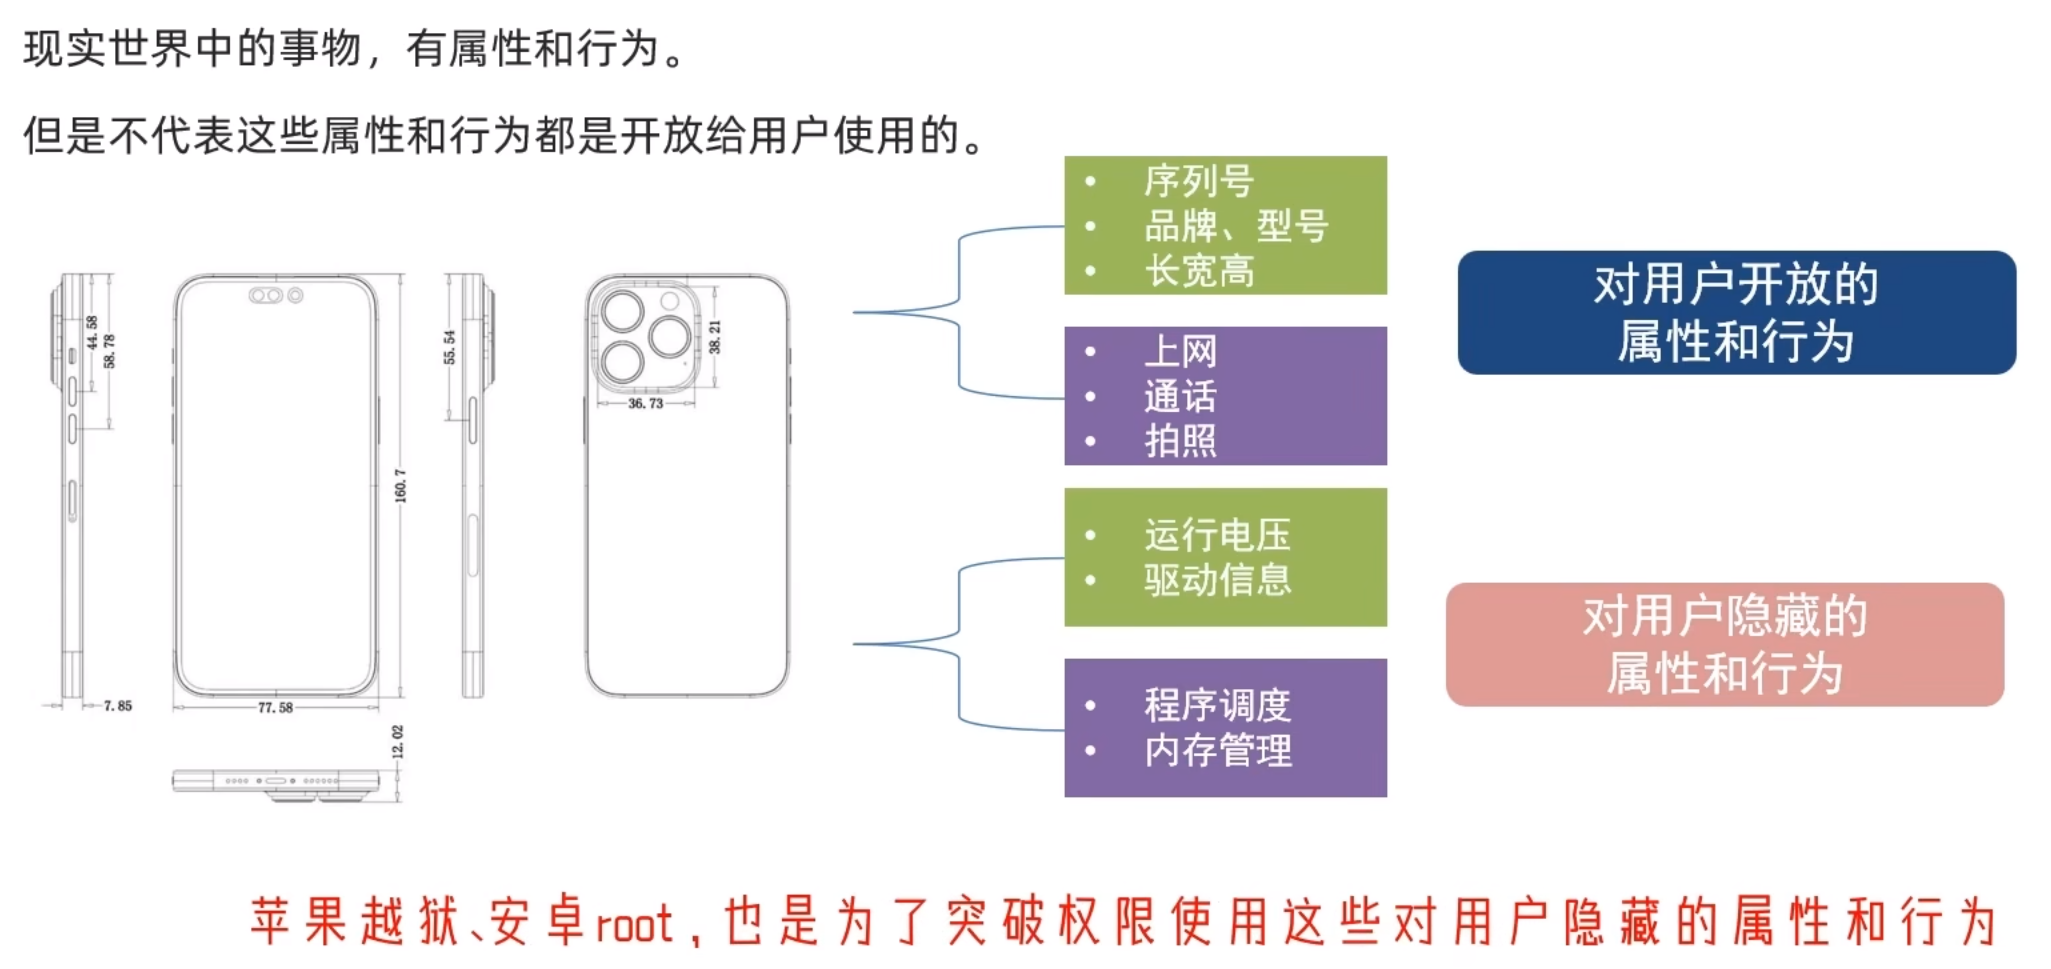 现实世界中的事物，有属性和行为。
但是不代表这些属性和行为都是开放给用户使用的。
44.58
58.78
7.85
160.7
77.58
12.02
55.54
38.21
36.73
• 序列号
• 品牌、型号
• 长宽高
• 上网
• 通话
• 拍照
对用户开放的
属性和行为
• 运行电压
• 驱动信息
• 程序调度
• 内存管理
对用户隐藏的
属性和行为
苹果越狱、安卓root，也是为了突破权限使用这些对用户隐藏的属性和行为